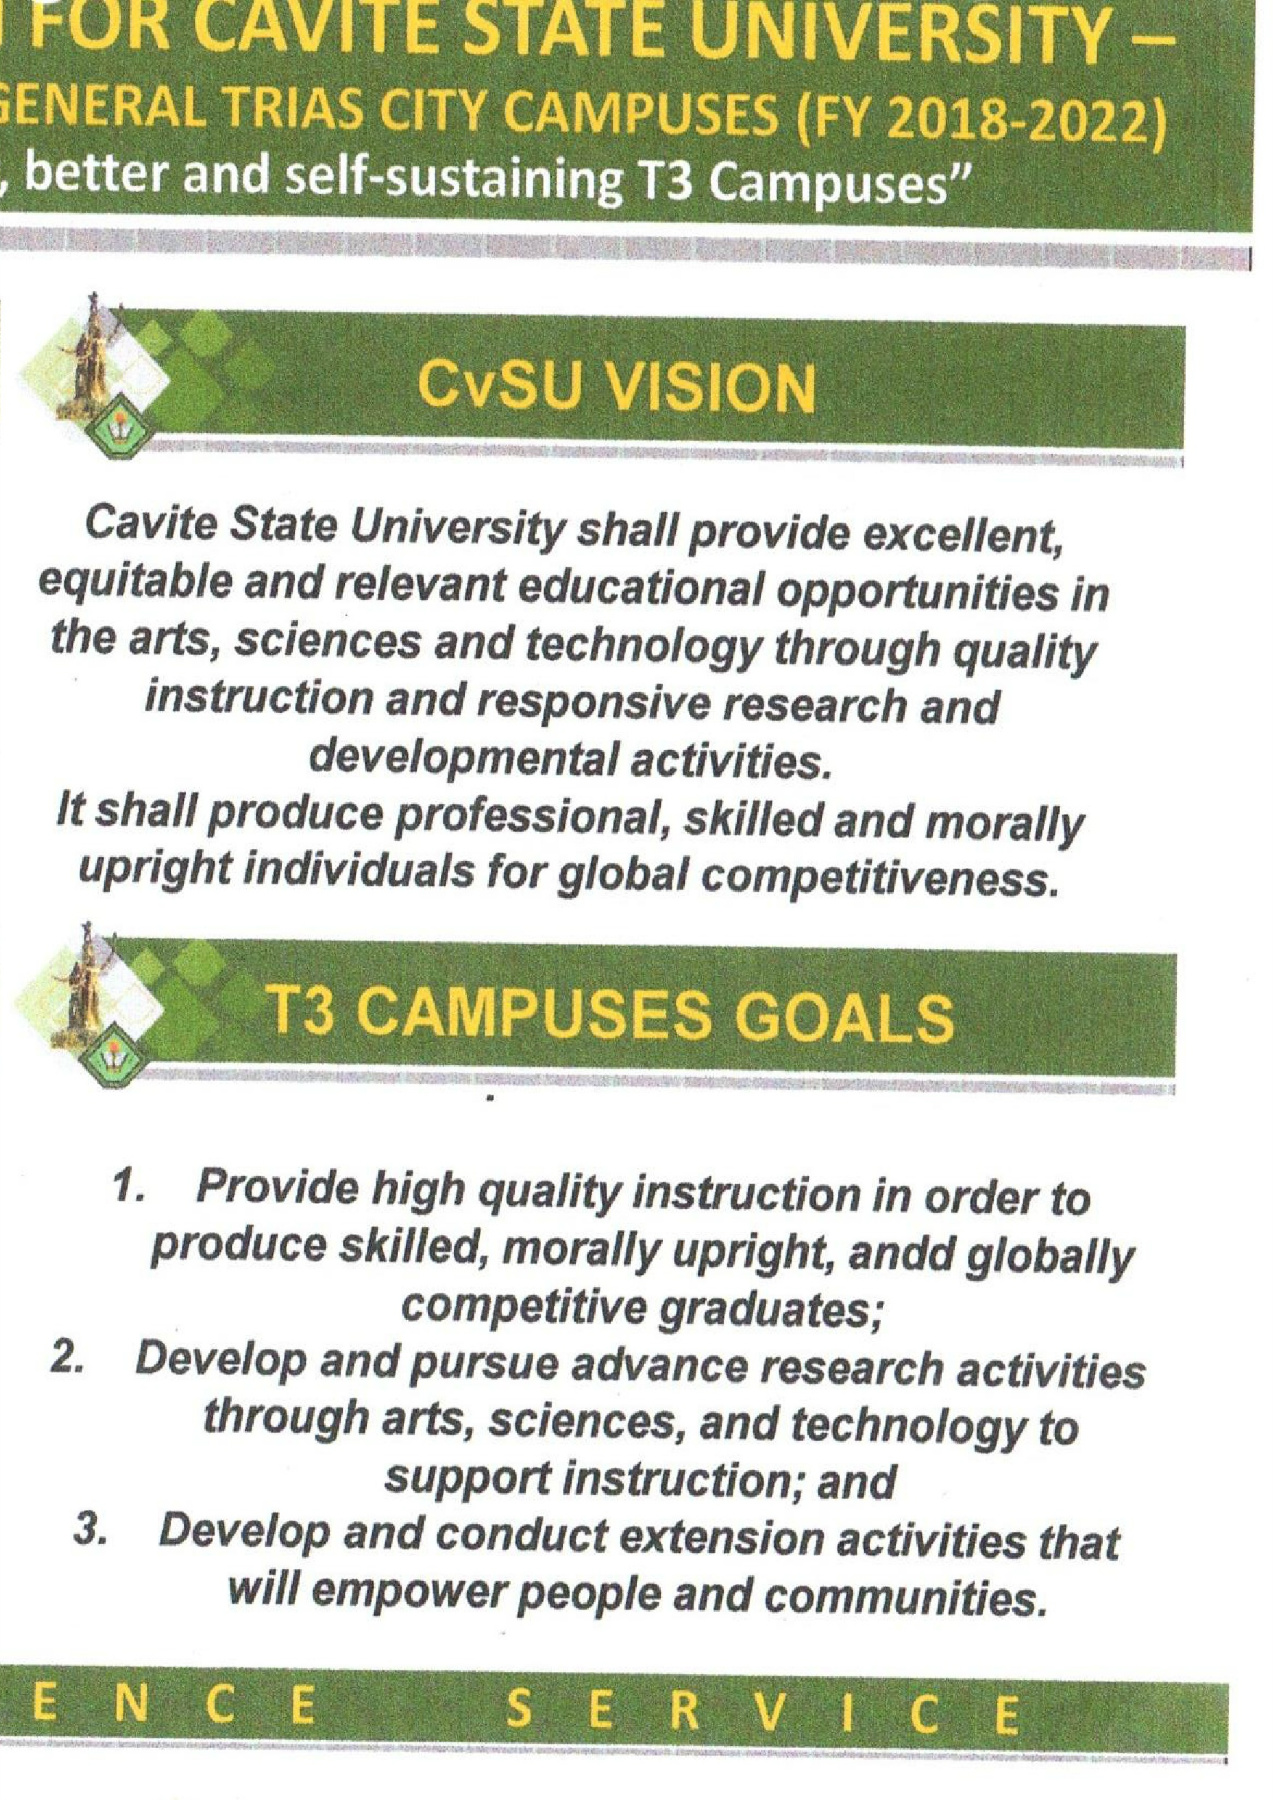 FOR CAVITE STATE UNIVERSITY –
GENERAL TRIAS CITY CAMPUSES (FY 2018-2022)
, better and self-sustaining T3 Campuses”
CvSU VISION
Cavite State University shall provide excellent,
equitable and relevant educational opportunities in
the arts, sciences and technology through quality
instruction and responsive research and
developmental activities.
It shall produce professional, skilled and morally
upright individuals for global competitiveness.
T3 CAMPUSES GOALS
1. Provide high quality instruction in order to
produce skilled, morally upright, andd globally
competitive graduates;
2. Develop and pursue advance research activities
through arts, sciences, and technology to
support instruction; and
3. Develop and conduct extension activities that
will empower people and communities.
E N C E S E R V I C E